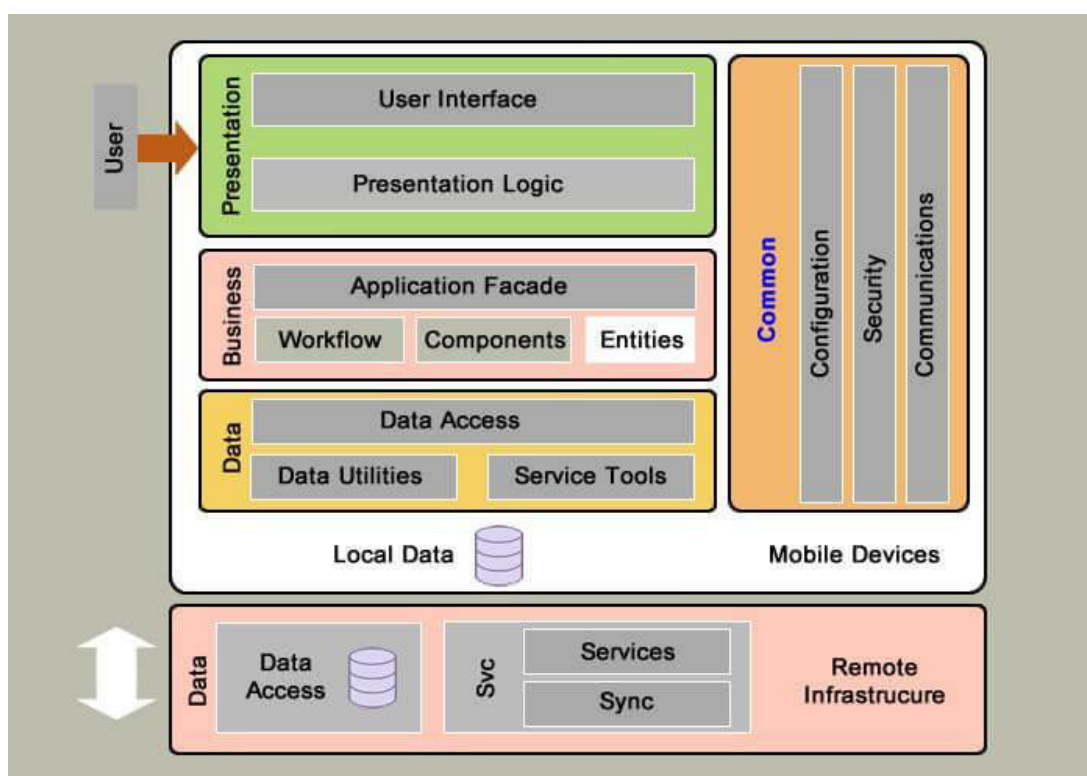 User
Presentation
User Interface
Presentation Logic
Business
Application Facade
Workflow
Components
Entities
Data
Data Access
Data Utilities
Service Tools
Common
Configuration
Security
Communications
Local Data
Mobile Devices
Data
Data
Access
Svc
Services
Sync
Remote
Infrastrucure